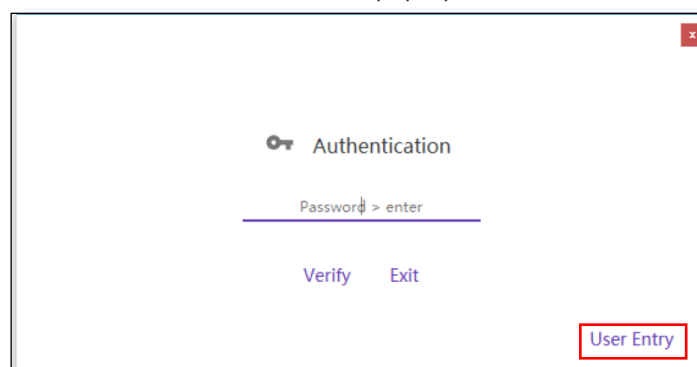 x
Authentication
Password > enter
Verify Exit
User Entry